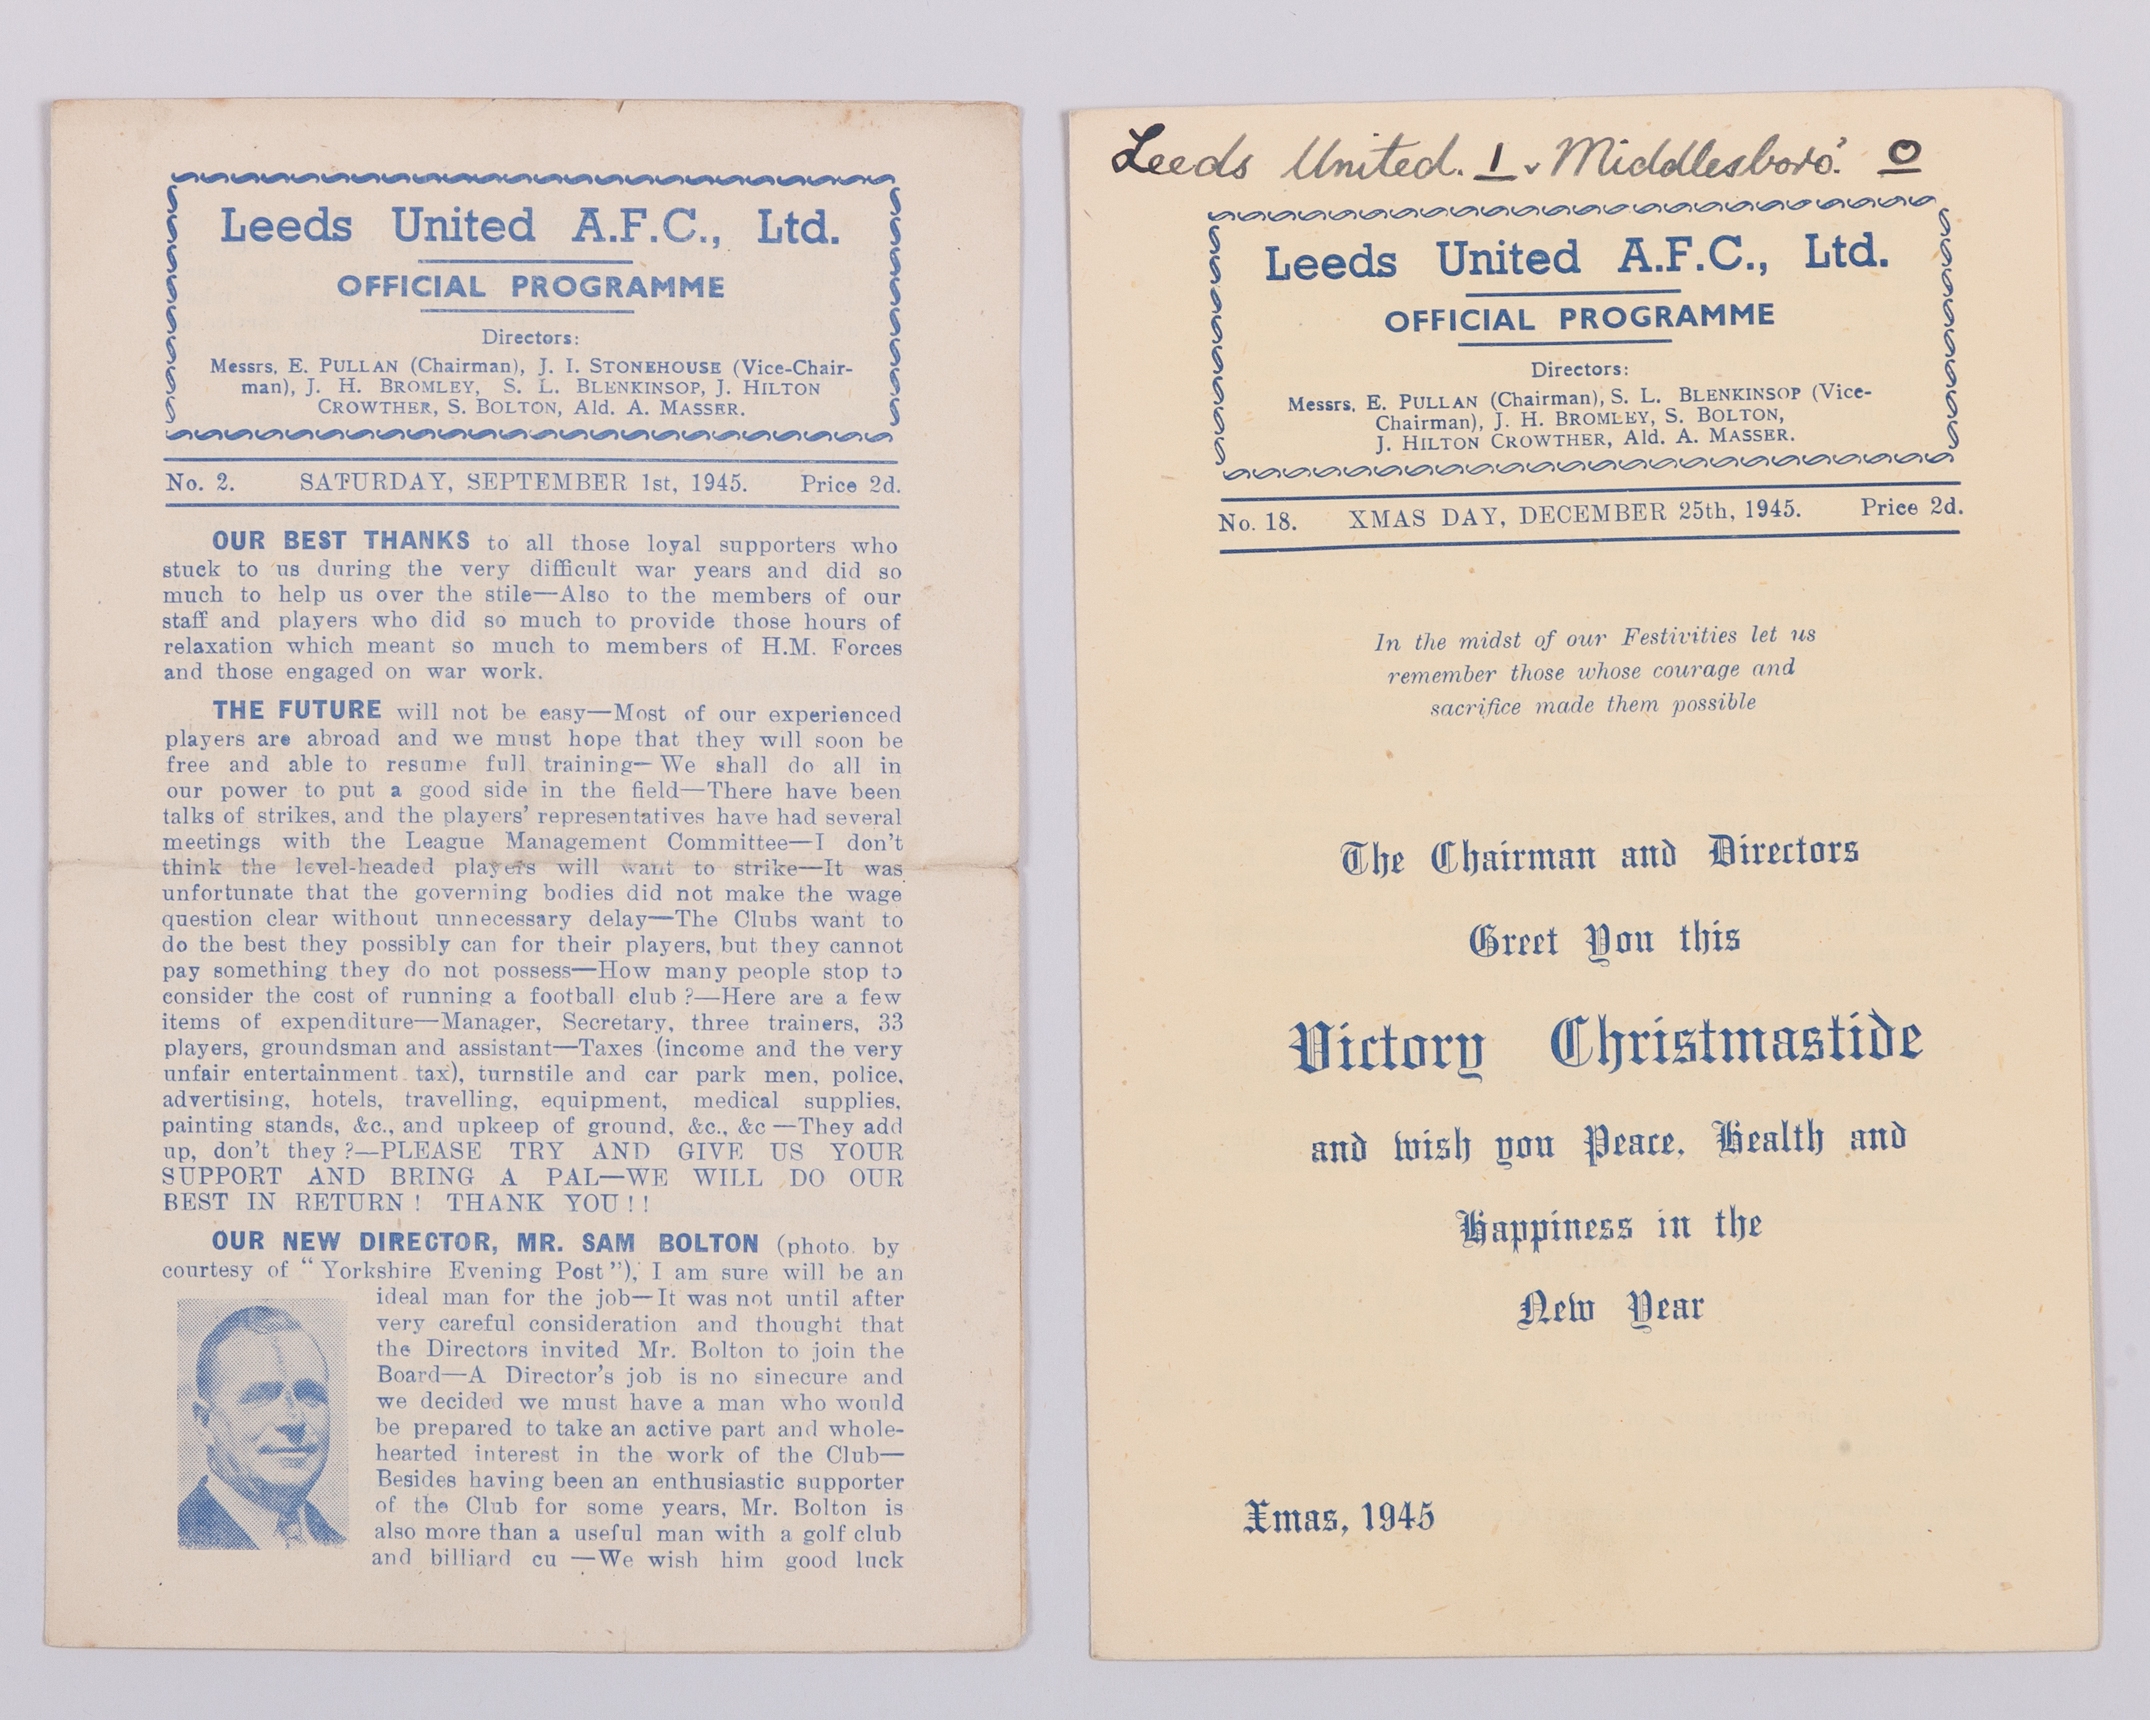 Leeds United A.F.C., Ltd.
OFFICIAL PROGRAMME
Directors:
Messrs. E. PULLAN (Chairman), J. I. STONEHOUSE (Vice-Chair-
man), J. H. BROMLEY, S. L. BLENKINSOP, J. HILTON
CROWTHER, S. BOLTON, Ald. A. MASSER.
No. 2. SATURDAY, SEPTEMBER 1st, 1945. Price 2d.
OUR BEST THANKS to all those loyal supporters who
stuck to us during the very difficult war years and did so
much to help us over the stile—Also to the members of our
staff and players who did so much to provide those hours of
relaxation which meant so much to members of H.M. Forces
and those engaged on war work.
THE FUTURE will not be easy—Most of our experienced
players are abroad and we must hope that they will soon be
free and able to resume full training—We shall do all in
our power to put a good side in the field—There have been
talks of strikes, and the players' representatives have had several
meetings with the League Management Committee—I don't
think the level-headed players will want to strike—It was
unfortunate that the governing bodies did not make the wage
question clear without unnecessary delay—The Clubs want to
do the best they possibly can for their players, but they cannot
pay something they do not possess—How many people stop to
consider the cost of running a football club ?—Here are a few
items of expenditure—Manager, Secretary, three trainers, 33
players, groundsman and assistant—Taxes (income and the very
unfair entertainment tax), turnstile and car park men, police,
advertising, hotels, travelling, equipment, medical supplies,
painting stands, &c., and upkeep of ground, &c., &c —They add
up, don't they ?—PLEASE TRY AND GIVE US YOUR
SUPPORT AND BRING A PAL—WE WILL DO OUR
BEST IN RETURN ! THANK YOU ! !
OUR NEW DIRECTOR, MR. SAM BOLTON (photo. by
courtesy of "Yorkshire Evening Post"), I am sure will be an
ideal man for the job—It was not until after
very careful consideration and thought that
the Directors invited Mr. Bolton to join the
Board—A Director's job is no sinecure and
we decided we must have a man who would
be prepared to take an active part and whole-
hearted interest in the work of the Club—
Besides having been an enthusiastic supporter
of the Club for some years, Mr. Bolton is
also more than a useful man with a golf club
and billiard cu —We wish him good luck
Leeds United. 1 v Middlesboro'. 0
Leeds United A.F.C., Ltd.
OFFICIAL PROGRAMME
Directors:
Messrs. E. PULLAN (Chairman), S. L. BLENKINSOP (Vice-
Chairman), J. H. BROMLEY, S. BOLTON,
J. HILTON CROWTHER, Ald. A. MASSER.
No. 18. XMAS DAY, DECEMBER 25th, 1945. Price 2d.
In the midst of our Festivities let us
remember those whose courage and
sacrifice made them possible
The Chairman and Directors
Greet You this
Victory Christmastide
and wish you Peace, Health and
Happiness in the
New Year
Xmas, 1945